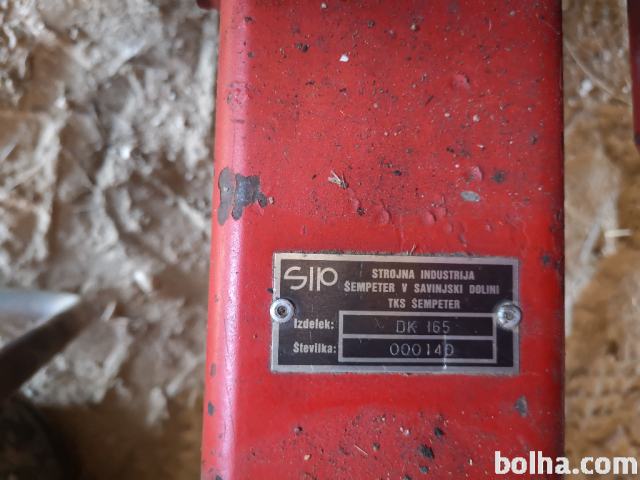 SIP
STROJNA INDUSTRIJA
ŠEMPETER V SAVINJSKI DOLINI
TKS ŠEMPETER
Izdelek: DK 165
Številka: 000140
bolha.com